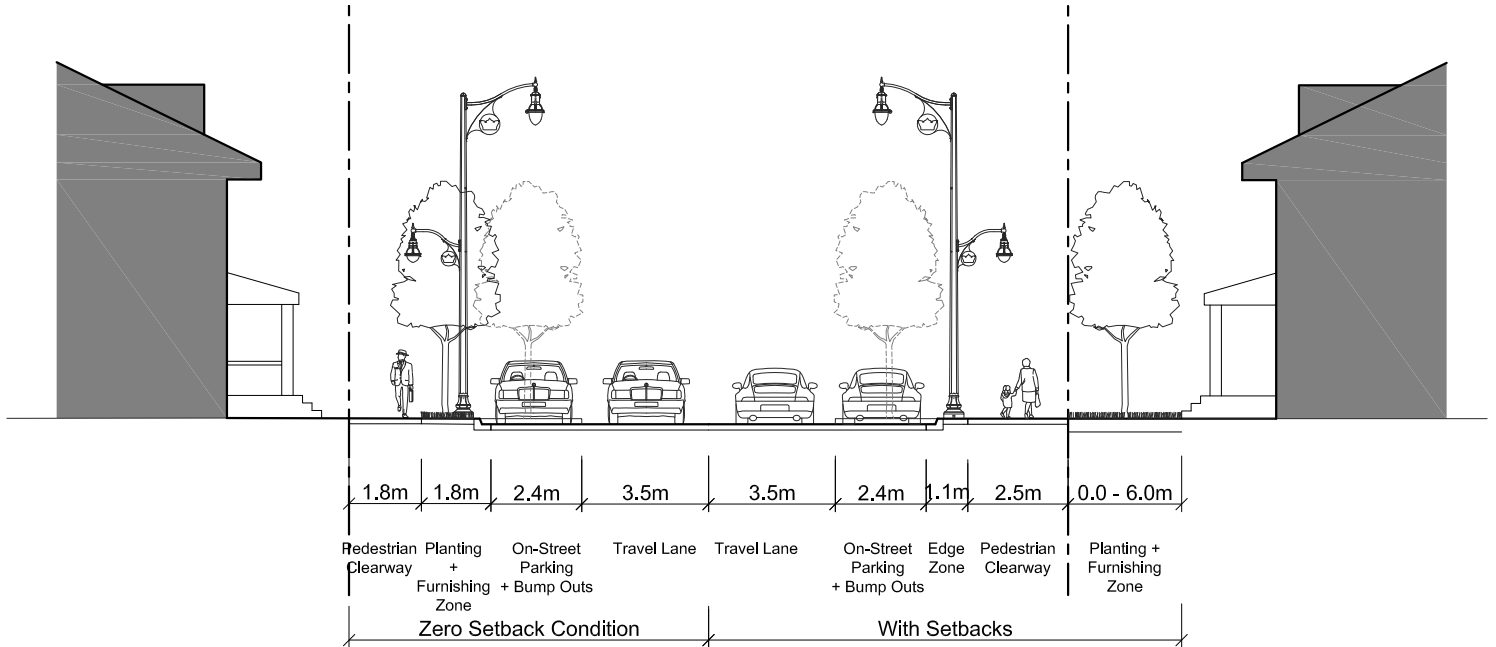 1.8m 1.8m 2.4m 3.5m 3.5m 2.4m 1.1m 2.5m 0.0 - 6.0m
Pedestrian
Clearway
Planting
+
Furnishing
Zone
On-Street
Parking
+ Bump Outs
Travel Lane
Travel Lane
On-Street
Parking
+ Bump Outs
Edge
Zone
Pedestrian
Clearway
Planting +
Furnishing
Zone
Zero Setback Condition
With Setbacks